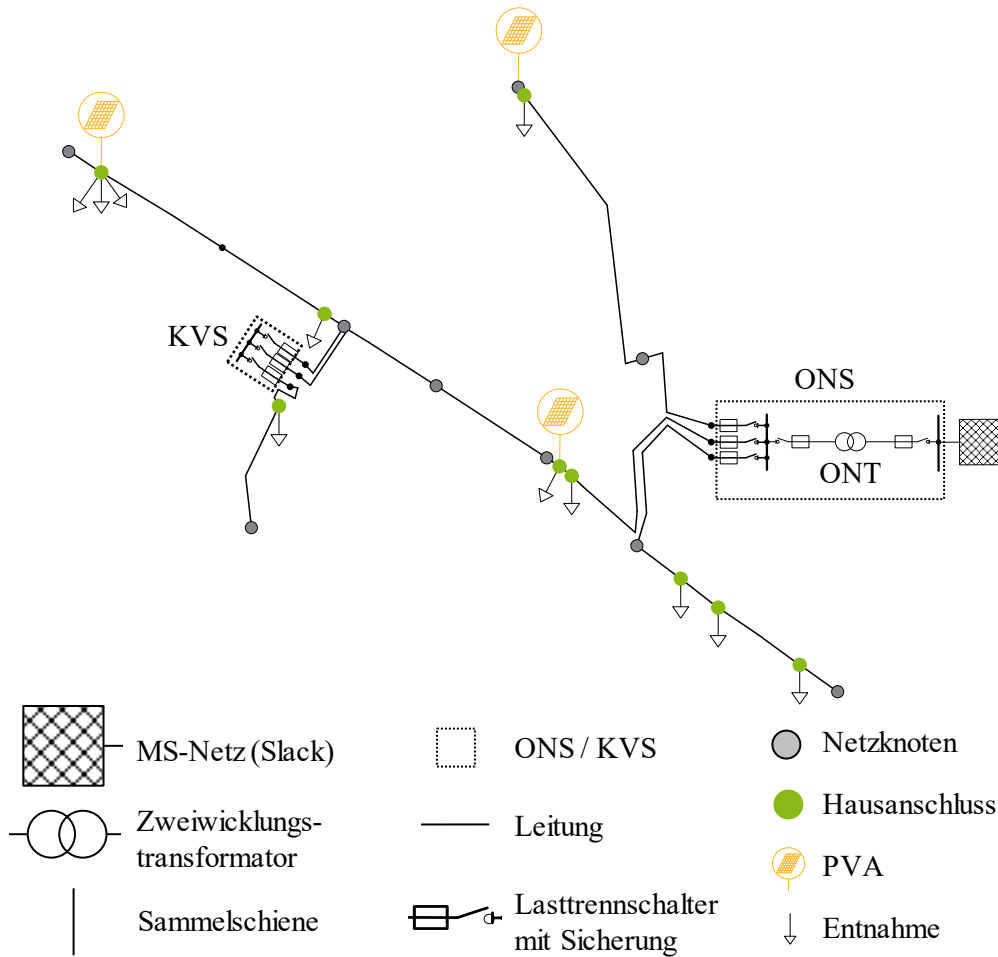 KVS
ONS
ONT
MS-Netz (Slack)
Zweiwicklungs-
transformator
Sammelschiene
ONS / KVS
Leitung
Lasttrennschalter
mit Sicherung
Netzknoten
Hausanschluss
PVA
Entnahme